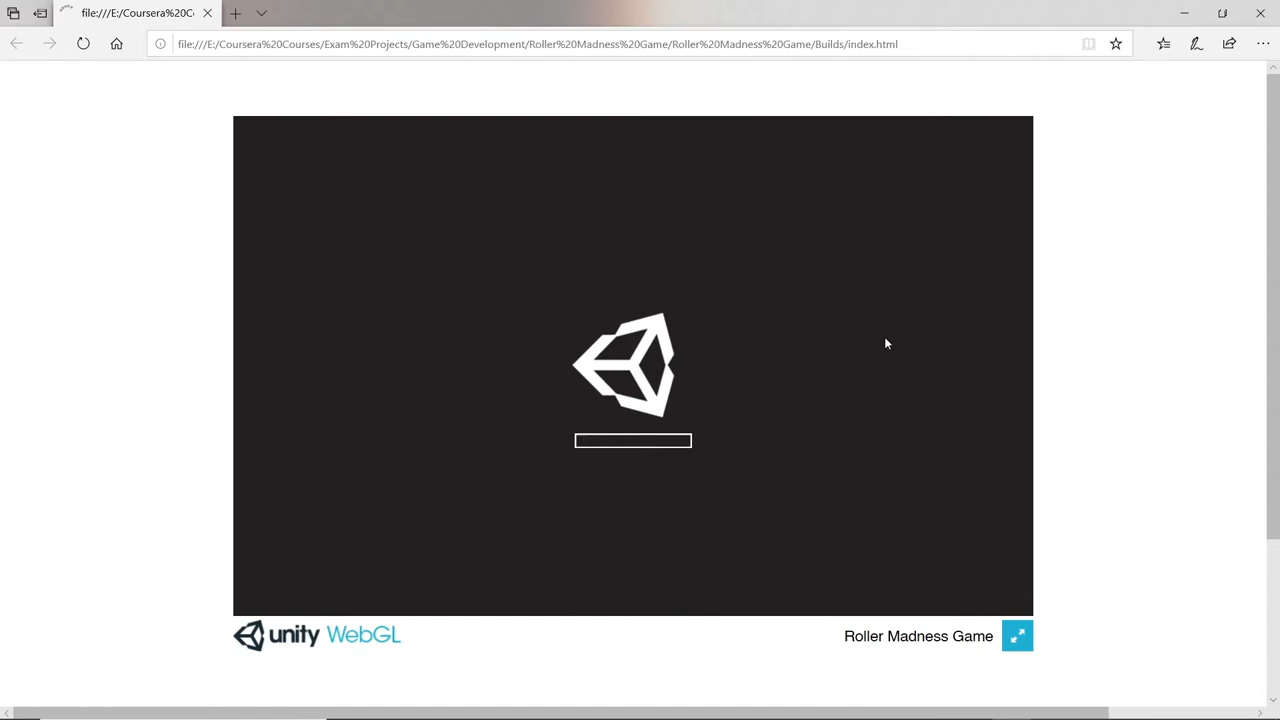 file:///E:/Coursera%20C
file:///E:/Coursera%20Courses/Exam%20Projects/Game%20Development/Roller%20Madness%20Game/Roller%20Madness%20Game/Builds/index.html
unity WebGL
Roller Madness Game